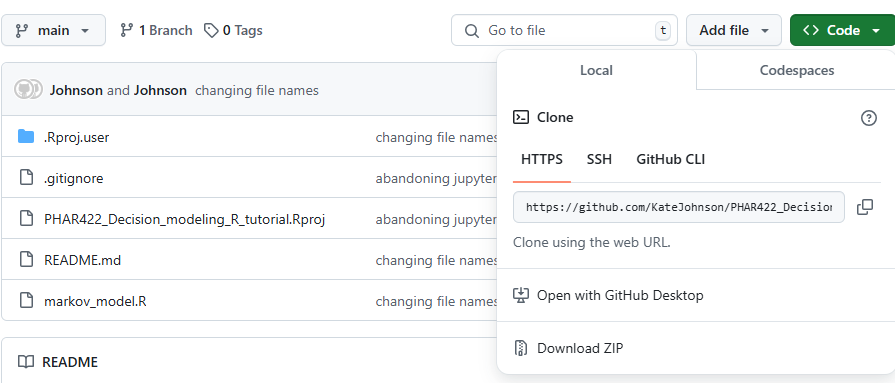 main 1 Branch 0 Tags Go to file t Add file Code
Local Codespaces
Johnson and Johnson changing file names
Clone
.Rproj.user changing file names
HTTPS SSH GitHub CLI
.gitignore abandoning jupyter
https://github.com/KateJohnson/PHAR422_Decision
PHAR422_Decision_modeling_R_tutorial.Rproj changing file names
Clone using the web URL.
README.md changing file names
Open with GitHub Desktop
markov_model.R changing file names
Download ZIP
README